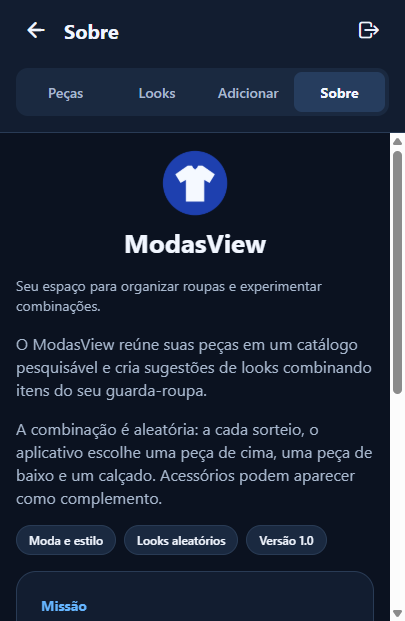 Sobre
Peças
Looks
Adicionar
Sobre
ModasView
Seu espaço para organizar roupas e experimentar
combinações.
O ModasView reúne suas peças em um catálogo
pesquisável e cria sugestões de looks combinando
itens do seu guarda-roupa.
A combinação é aleatória: a cada sorteio, o
aplicativo escolhe uma peça de cima, uma peça de
baixo e um calçado. Acessórios podem aparecer
como complemento.
Moda e estilo
Looks aleatórios
Versão 1.0
Missão